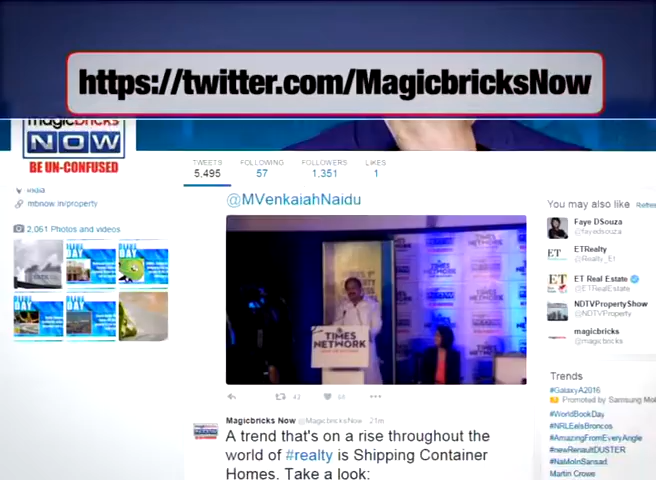 https://twitter.com/MagicbricksNow
magicbricks
NOW
BE UN-CONFUSED
TWEETS FOLLOWING FOLLOWERS LIKES
5,495 57 1,351 1
India
mbnow.in/property
2,061 Photos and videos
@MVenkaiahNaidu
TIMES
NETWORK
You may also like
Faye DSouza
@fayedsouza
ETRealty
@Realty_Et
ET Real Estate
@ETRealEstate
NDTVPropertyShow
@NDTVProperty
magicbricks
@magicbricks
Trends
#GalaxyA2016
Promoted by Samsung
#WorldBookDay
#NRLEelsBroncos
#AmazingFromEveryAngle
#newRenaultDUSTER
#NaMoInSansad
Martin Crowe
Magicbricks Now @MagicbricksNow 21m
A trend that's on a rise throughout the
world of #realty is Shipping Container
Homes. Take a look: